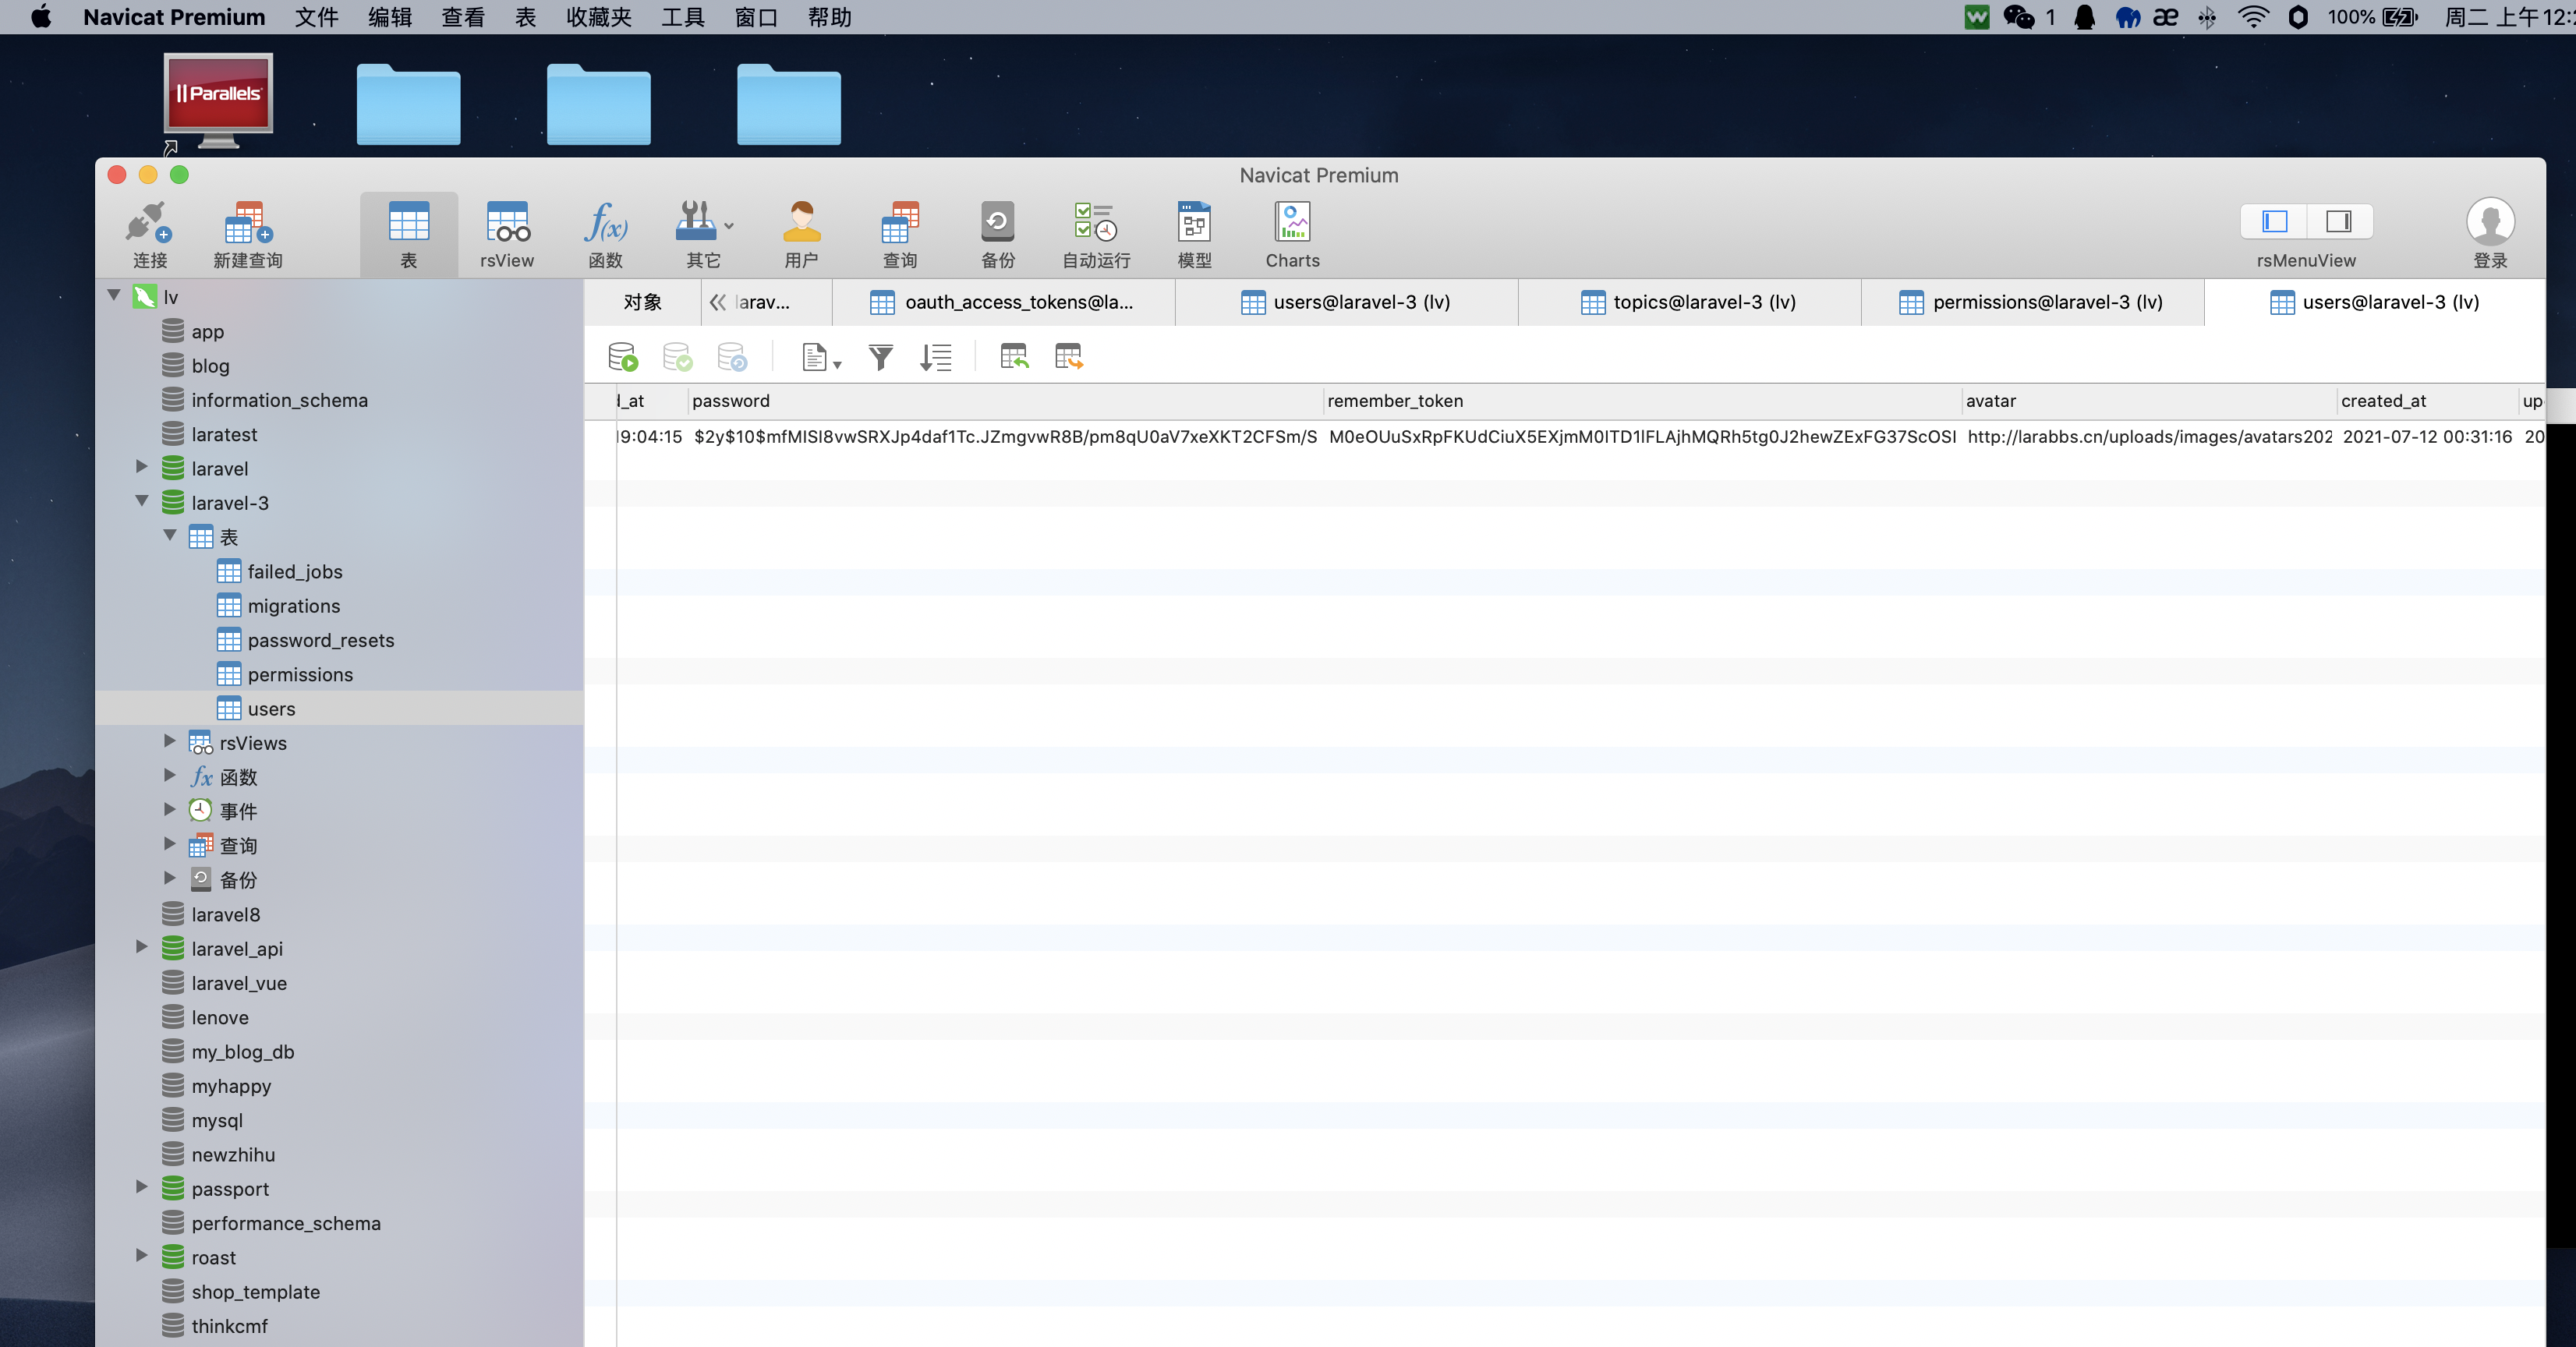 Navicat Premium 文件 编辑 查看 表 收藏夹 工具 窗口 帮助 1 100% 周二 上午12:2
Parallels
Navicat Premium
连接 新建查询 表 rsView 函数 其它 用户 查询 备份 自动运行 模型 Charts rsMenuView 登录
对象 larav... oauth_access_tokens@la... users@laravel-3 (lv) topics@laravel-3 (lv) permissions@laravel-3 (lv) users@laravel-3 (lv)
d_at password remember_token avatar created_at up
19:04:15 $2y$10$mfMISI8vwSRXJp4daf1Tc.JZmgvwR8B/pm8qU0aV7xeXKT2CFSm/S M0eOUuSxRpFKUdCiuX5EXjmM0ITD1lFLAjhMQRh5tg0J2hewZExFG37ScOSI http://larabbs.cn/uploads/images/avatars202 2021-07-12 00:31:16 20
lv
app
blog
information_schema
laratest
laravel
laravel-3
表
failed_jobs
migrations
password_resets
permissions
users
rsViews
函数
事件
查询
备份
laravel8
laravel_api
laravel_vue
lenove
my_blog_db
myhappy
mysql
newzhihu
passport
performance_schema
roast
shop_template
thinkcmf